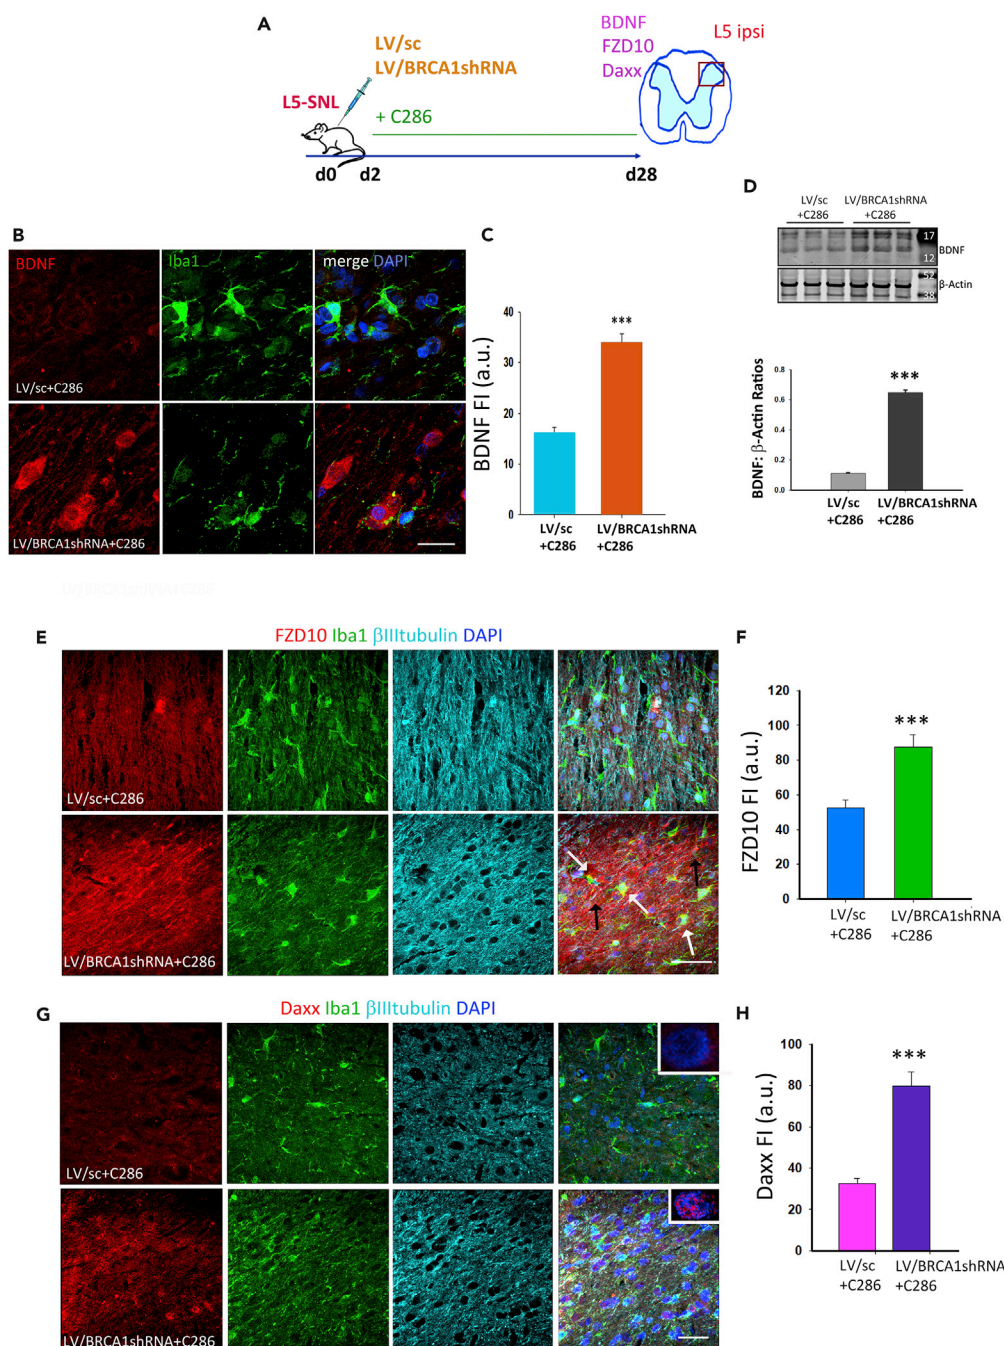 A
LV/sc
LV/BRCA1shRNA
L5-SNL
+ C286
d0 d2 d28
BDNF
FZD10
Daxx
L5 ipsi
B
BDNF
Iba1
merge DAPI
LV/sc+C286
LV/BRCA1shRNA+C286
C
BDNF FI (a.u.)
40
30
20
10
0
***
LV/sc
+C286
LV/BRCA1shRNA
+C286
D
LV/sc
+C286
LV/BRCA1shRNA
+C286
17
BDNF
12
52
β-Actin
38
BDNF: β-Actin Ratios
0.8
0.6
0.4
0.2
0.0
***
LV/sc
+C286
LV/BRCA1shRNA
+C286
LV/BRCA1shRNA+C286
E
FZD10 Iba1 βIIItubulin DAPI
LV/sc+C286
LV/BRCA1shRNA+C286
F
FZD10 FI (a.u.)
120
100
80
60
40
20
0
***
LV/sc
+C286
LV/BRCA1shRNA
+C286
G
Daxx Iba1 βIIItubulin DAPI
LV/sc+C286
LV/BRCA1shRNA+C286
H
Daxx FI (a.u.)
100
80
60
40
20
0
***
LV/sc
+C286
LV/BRCA1shRNA
+C286